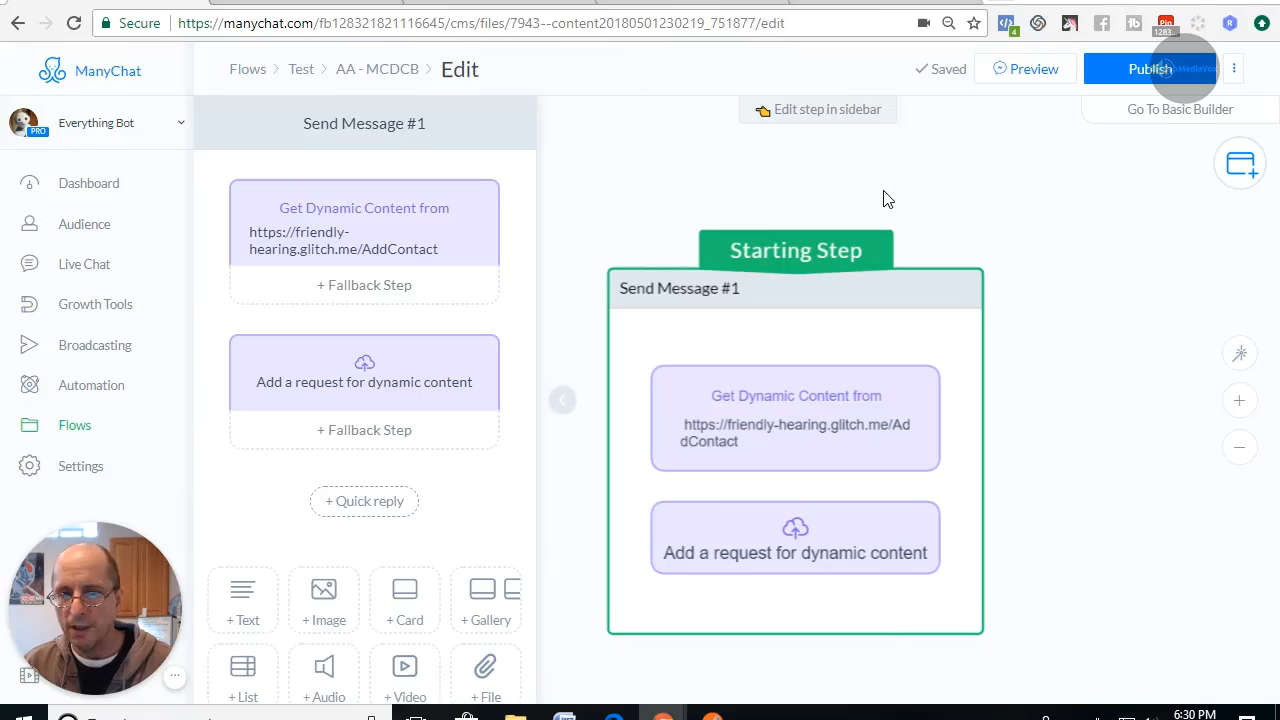 Secure
https://manychat.com/fb128321821116645/cms/files/7943--content20180501230219_751877/edit
4
1283...
ManyChat
Flows > Test > AA - MCDCB > Edit
Saved
Preview
Publish
Everything Bot
PRO
Send Message #1
Edit step in sidebar
Go To Basic Builder
Dashboard
Audience
Live Chat
Growth Tools
Broadcasting
Automation
Flows
Settings
Get Dynamic Content from
https://friendly-
hearing.glitch.me/AddContact
+ Fallback Step
Add a request for dynamic content
+ Fallback Step
+ Quick reply
+ Text
+ Image
+ Card
+ Gallery
+ List
+ Audio
+ Video
+ File
Starting Step
Send Message #1
Get Dynamic Content from
https://friendly-hearing.glitch.me/Ad
dContact
Add a request for dynamic content
6:30 PM